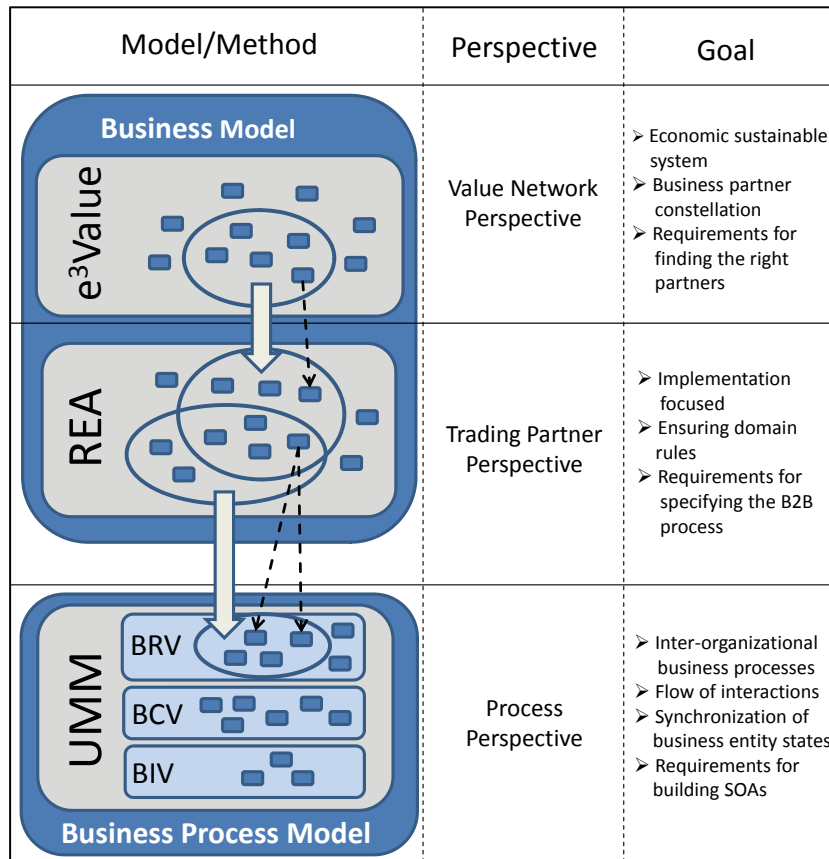 Model/Method
Perspective
Goal
Business Model
e³Value
Value Network
Perspective
➢ Economic sustainable
system
➢ Business partner
constellation
➢ Requirements for
finding the right
partners
REA
Trading Partner
Perspective
➢ Implementation
focused
➢ Ensuring domain
rules
➢ Requirements for
specifying the B2B
process
UMM
BRV
BCV
BIV
Business Process Model
Process
Perspective
➢ Inter-organizational
business processes
➢ Flow of interactions
➢ Synchronization of
business entity states
➢ Requirements for
building SOAs